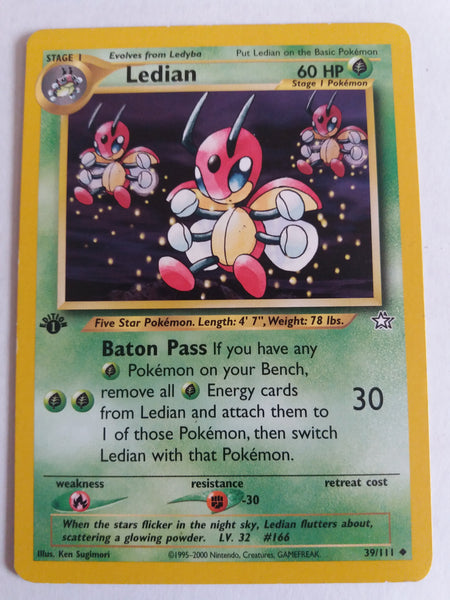 STAGE 1 Evolves from Ledyba Put Ledian on the Basic Pokémon
Ledian 60 HP
Stage 1 Pokémon
EDITION
1
Five Star Pokémon. Length: 4' 7", Weight: 78 lbs.
Baton Pass If you have any
Pokémon on your Bench,
remove all Energy cards
from Ledian and attach them to
1 of those Pokémon, then switch
Ledian with that Pokémon.
30
weakness resistance retreat cost
-30
When the stars flicker in the night sky, Ledian flutters about,
scattering a glowing powder. LV. 32 #166
Illus. Ken Sugimori ©1995-2000 Nintendo, Creatures, GAMEFREAK. 39/111